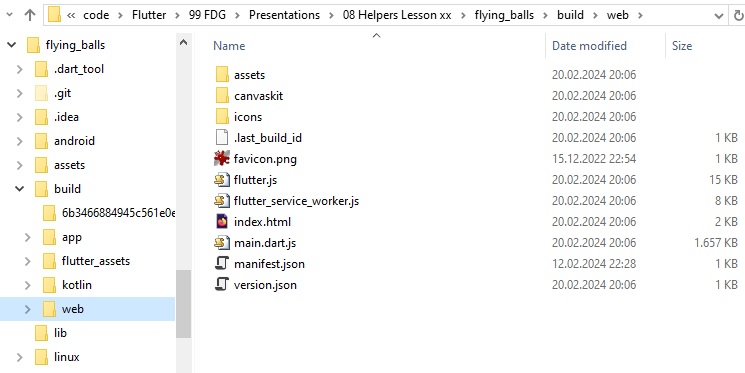 « code > Flutter > 99 FDG > Presentations > 08 Helpers Lesson xx > flying_balls > build > web >
flying_balls
.dart_tool
.git
.idea
android
assets
build
6b3466884945c561e0e
app
flutter_assets
kotlin
web
lib
linux
Name Date modified Size
assets 20.02.2024 20:06
canvaskit 20.02.2024 20:06
icons 20.02.2024 20:06
.last_build_id 20.02.2024 20:06 1 KB
favicon.png 15.12.2022 22:54 1 KB
flutter.js 20.02.2024 20:06 15 KB
flutter_service_worker.js 20.02.2024 20:06 8 KB
index.html 20.02.2024 20:06 2 KB
main.dart.js 20.02.2024 20:06 1.657 KB
manifest.json 12.02.2024 22:28 1 KB
version.json 20.02.2024 20:06 1 KB